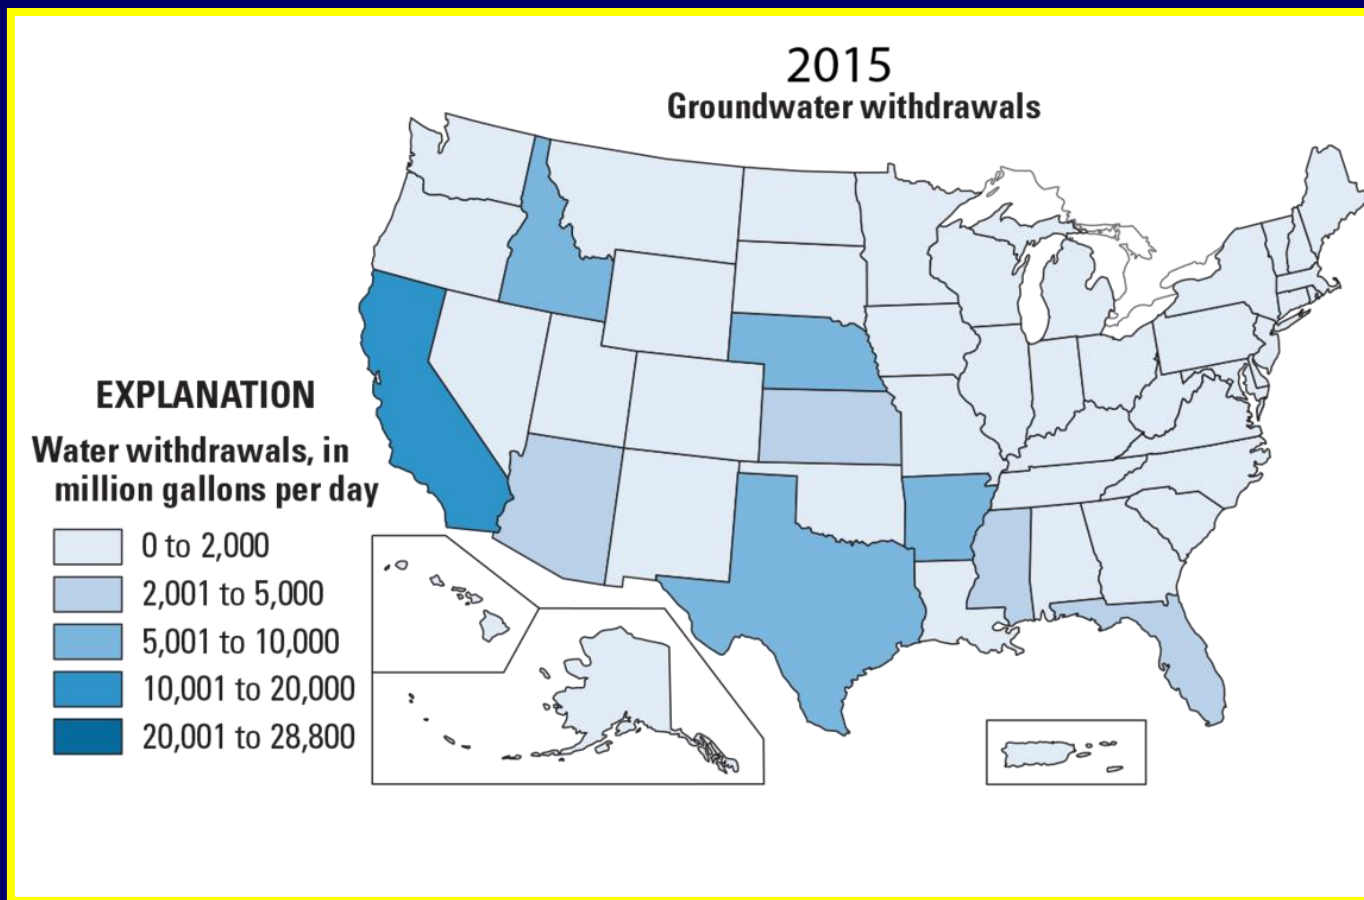 2015
Groundwater withdrawals
EXPLANATION
Water withdrawals, in
million gallons per day
0 to 2,000
2,001 to 5,000
5,001 to 10,000
10,001 to 20,000
20,001 to 28,800